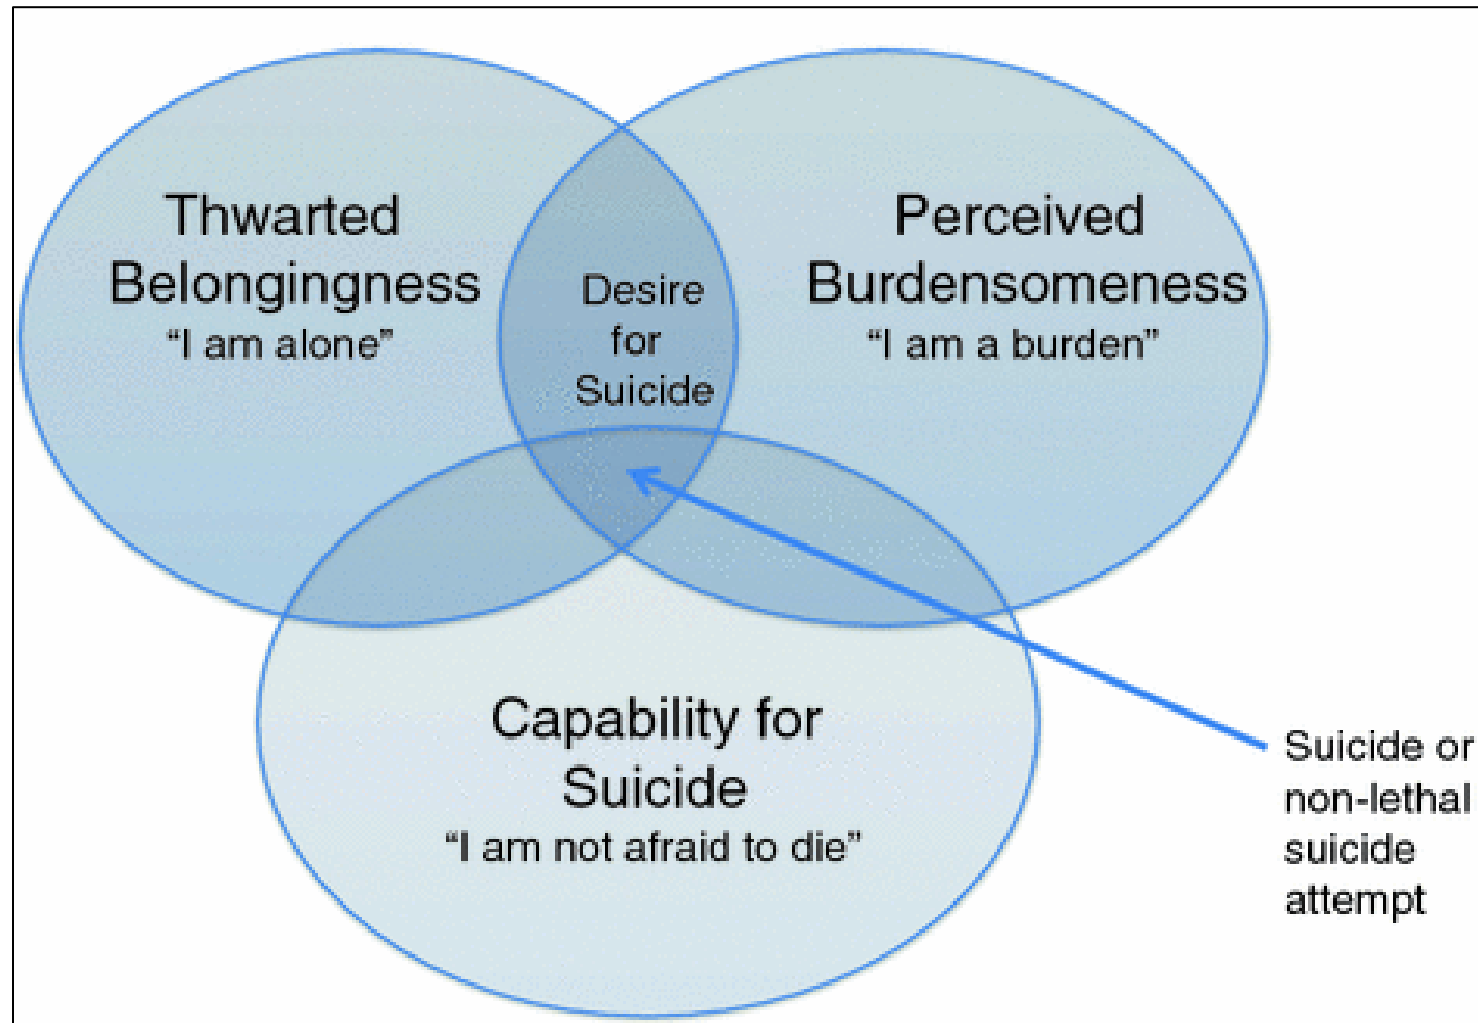 Thwarted
Belongingness
“I am alone”
Desire
for
Suicide
Perceived
Burdensomeness
“I am a burden”
Capability for
Suicide
“I am not afraid to die”
Suicide or
non-lethal
suicide
attempt